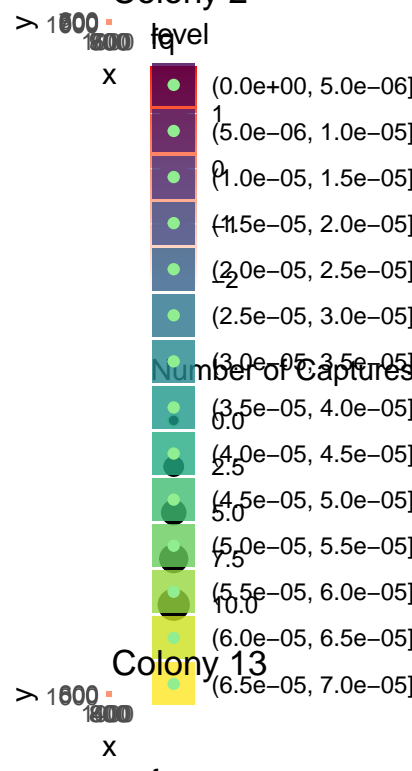 Colony 2
y
x
level
fq
(0.0e+00, 5.0e−06]
1
(5.0e−06, 1.0e−05]
0
(1.0e−05, 1.5e−05]
−1
(1.5e−05, 2.0e−05]
(2.0e−05, 2.5e−05]
−2
(2.5e−05, 3.0e−05]
(3.0e−05, 3.5e−05]
Number of Captures
(3.5e−05, 4.0e−05]
0.0
(4.0e−05, 4.5e−05]
2.5
(4.5e−05, 5.0e−05]
5.0
(5.0e−05, 5.5e−05]
7.5
(5.5e−05, 6.0e−05]
10.0
(6.0e−05, 6.5e−05]
Colony 13
(6.5e−05, 7.0e−05]
y
x